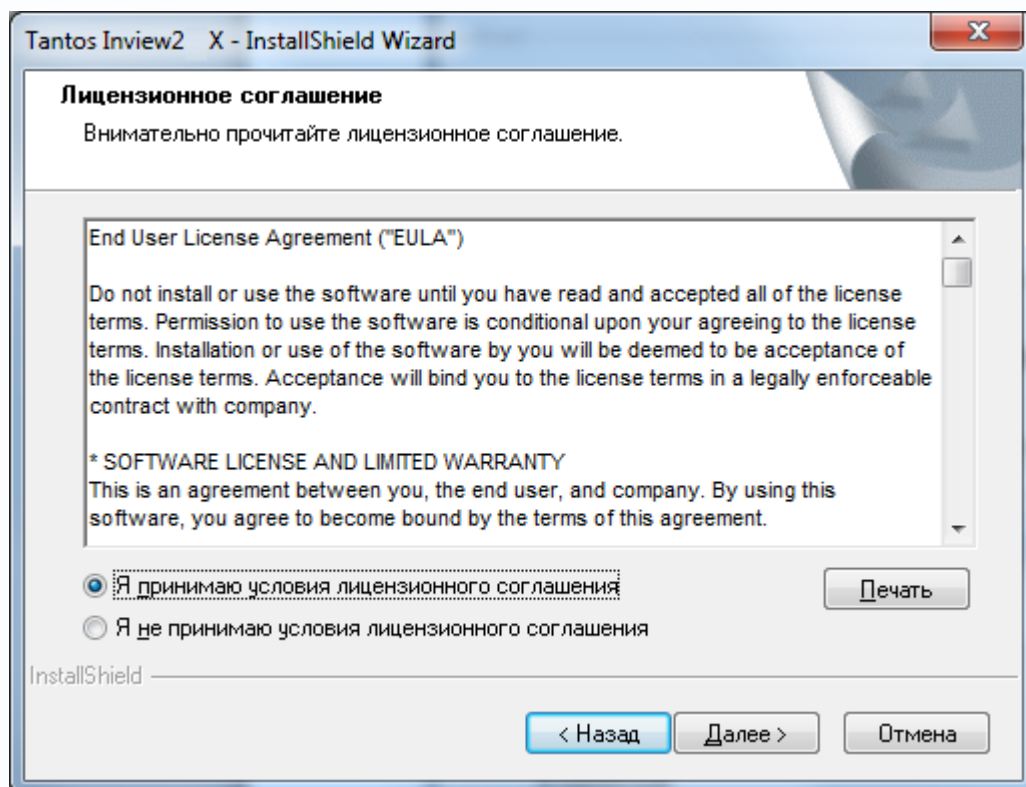 Tantos Inview2 X - InstallShield Wizard
Лицензионное соглашение
Внимательно прочитайте лицензионное соглашение.
End User License Agreement ("EULA")
Do not install or use the software until you have read and accepted all of the license
terms. Permission to use the software is conditional upon your agreeing to the license
terms. Installation or use of the software by you will be deemed to be acceptance of
the license terms. Acceptance will bind you to the license terms in a legally enforceable
contract with company.
* SOFTWARE LICENSE AND LIMITED WARRANTY
This is an agreement between you, the end user, and company. By using this
software, you agree to become bound by the terms of this agreement.
Я принимаю условия лицензионного соглашения
Печать
Я не принимаю условия лицензионного соглашения
InstallShield
< Назад
Далее >
Отмена